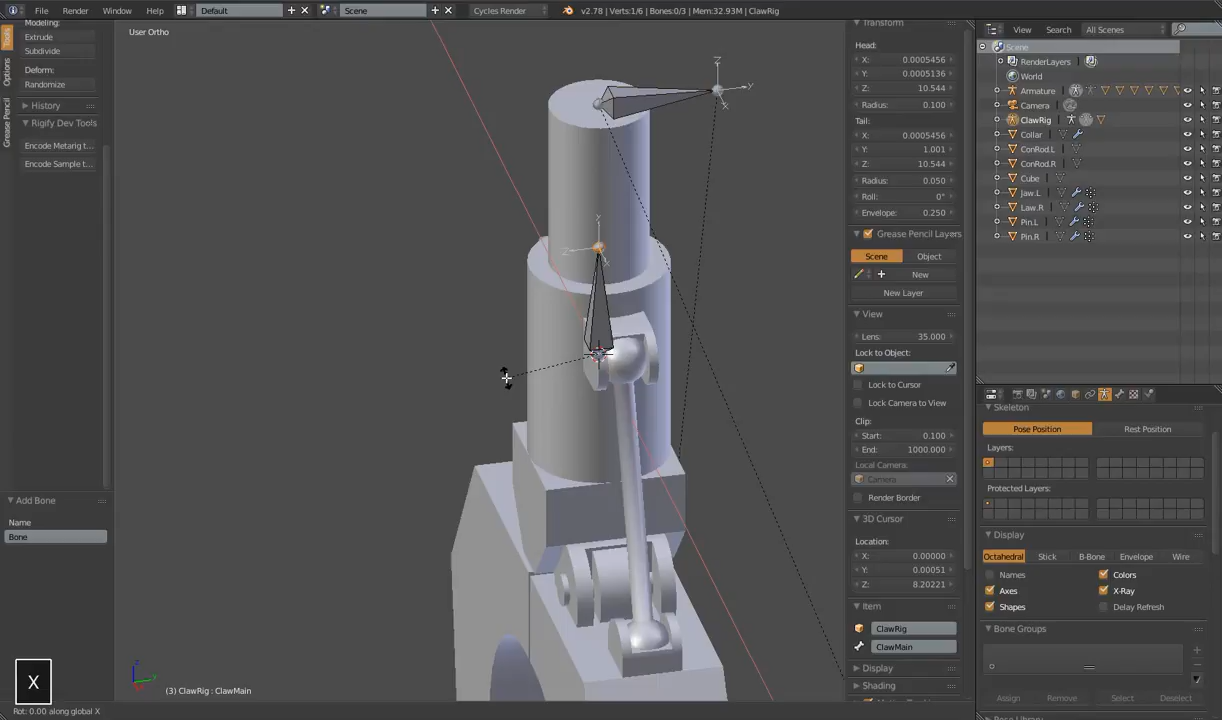 File Render Window Help Default Scene Cycles Render v2.78 | Verts:1/6 | Bones:0/3 | Mem:32.93M | ClawRig
Modeling:
Extrude
Subdivide
Deform:
Randomize
History
Rigify Dev Tools
Encode Metarig t...
Encode Sample t...
Add Bone
Name
Bone
Tools
Options
Grease Pencil
User Ortho
X
(3) ClawRig : ClawMain
Rot: 0.00 along global X
Transform
Head:
X: 0.0005456
Y: 0.0005136
Z: 10.544
Radius: 0.100
Tail:
X: 0.0005456
Y: 1.001
Z: 10.544
Radius: 0.050
Roll: 0°
Envelope: 0.250
Grease Pencil Layers
Scene Object
New
New Layer
View
Lens: 35.000
Lock to Object:
Lock to Cursor
Lock Camera to View
Clip:
Start: 0.100
End: 1000.000
Local Camera:
Camera
Render Border
3D Cursor
Location:
X: 0.00000
Y: 0.00051
Z: 8.20221
Item
ClawRig
ClawMain
Display
Shading
View Search All Scenes
Scene
RenderLayers
World
Armature
Camera
ClawRig
Collar
ConRod.L
ConRod.R
Cube
Jaw.L
Law.R
Pin.L
Pin.R
Skeleton
Pose Position Rest Position
Layers:
Protected Layers:
Display
Octahedral Stick B-Bone Envelope Wire
Names Colors
Axes X-Ray
Shapes Delay Refresh
Bone Groups
Assign Remove Select Deselect